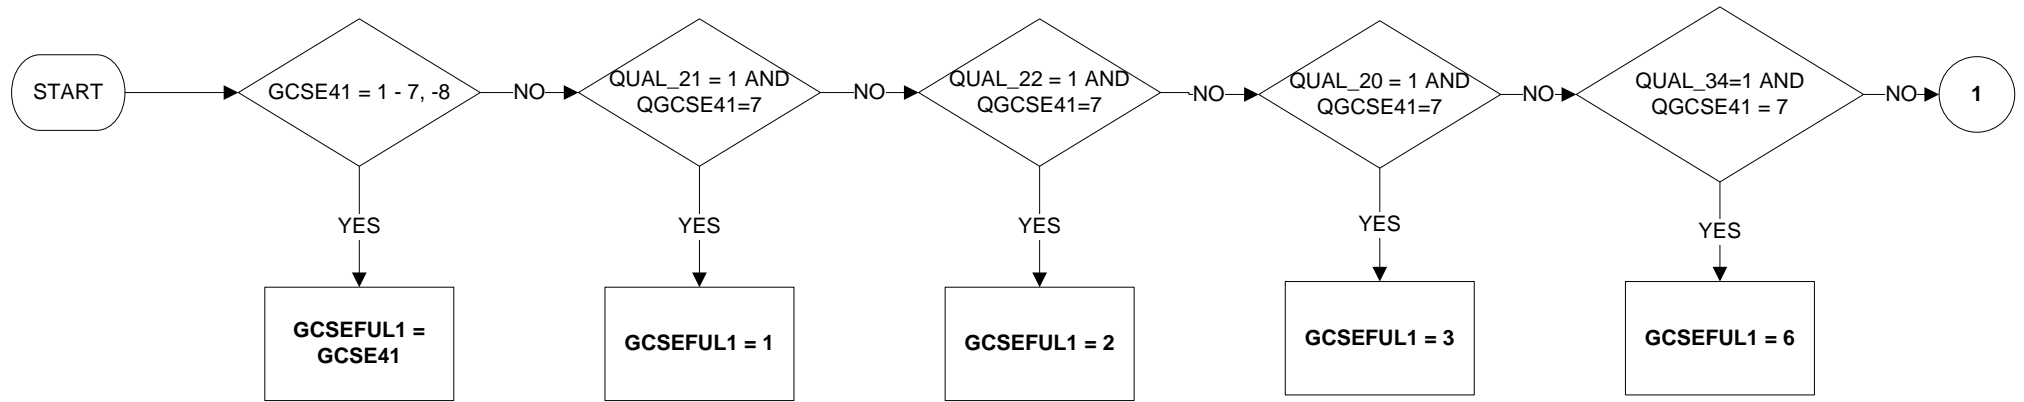 START
GCSE41 = 1 - 7, -8
NO
QUAL_21 = 1 AND
QGCSE41=7
NO
QUAL_22 = 1 AND
QGCSE41=7
NO
QUAL_20 = 1 AND
QGCSE41=7
NO
QUAL_34=1 AND
QGCSE41 = 7
NO
1
YES
YES
YES
YES
YES
GCSEFUL1 =
GCSE41
GCSEFUL1 = 1
GCSEFUL1 = 2
GCSEFUL1 = 3
GCSEFUL1 = 6